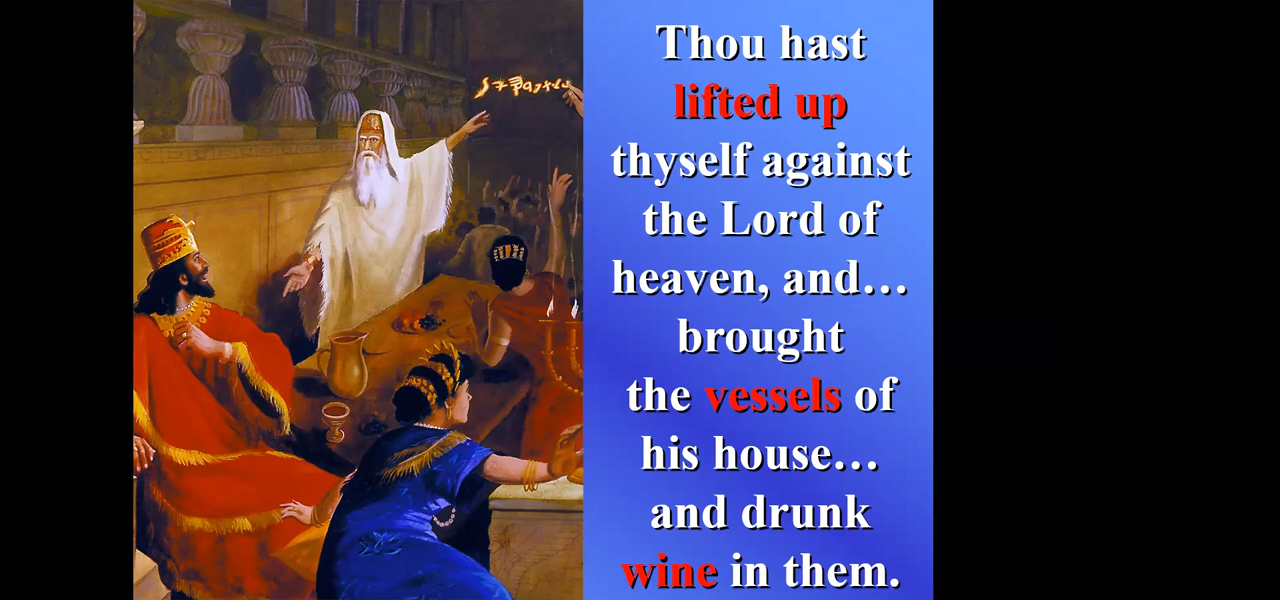 Thou hast
lifted up
thyself against
the Lord of
heaven, and…
brought
the vessels of
his house…
and drunk
wine in them.